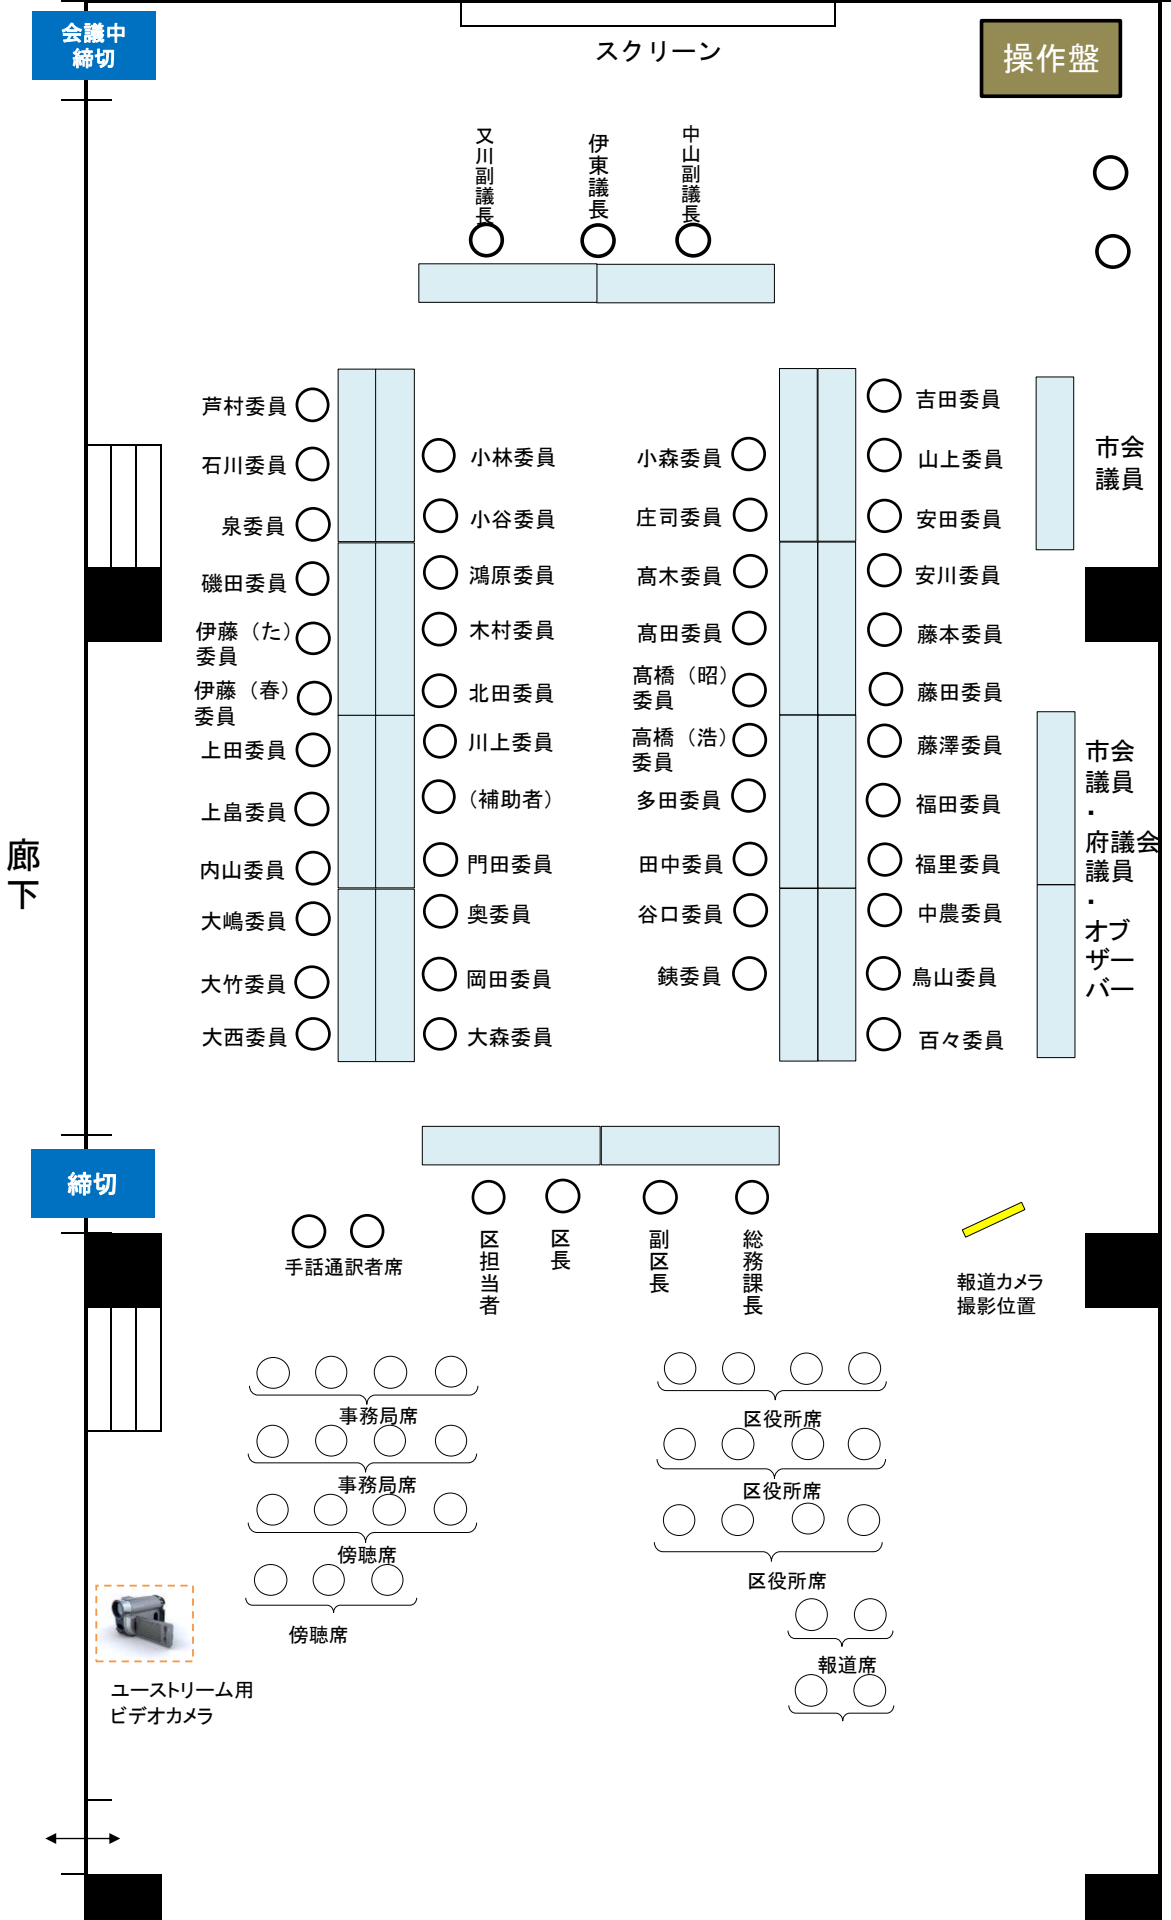 会議中
締切
スクリーン
操作盤
又川副議長
伊東議長
中山副議長
芦村委員
石川委員
泉委員
磯田委員
伊藤（た）
委員
伊藤（春）
委員
上田委員
上畠委員
内山委員
大嶋委員
大竹委員
大西委員
小林委員
小谷委員
鴻原委員
木村委員
北田委員
川上委員
（補助者）
門田委員
奥委員
岡田委員
大森委員
小森委員
庄司委員
髙木委員
髙田委員
髙橋（昭）
委員
高橋（浩）
委員
多田委員
田中委員
谷口委員
銕委員
吉田委員
山上委員
安田委員
安川委員
藤本委員
藤田委員
藤澤委員
福田委員
福里委員
中農委員
鳥山委員
百々委員
市会
議員
市会
議員
・
府議会
議員
・
オブ
ザー
バー
廊下
締切
手話通訳者席
区担当者
区長
副区長
総務課長
報道カメラ
撮影位置
事務局席
事務局席
傍聴席
傍聴席
区役所席
区役所席
区役所席
報道席
ユーストリーム用
ビデオカメラ